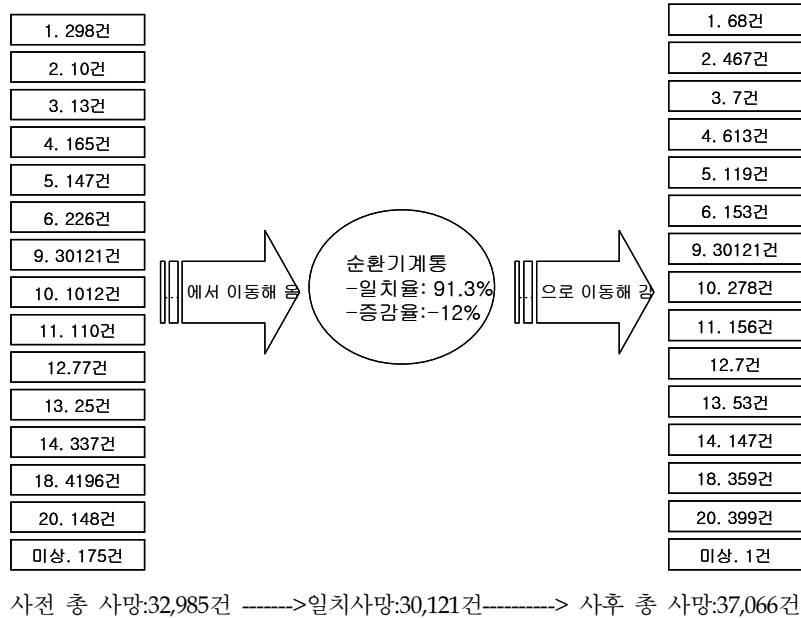 1. 298건
2. 10건
3. 13건
4. 165건
5. 147건
6. 226건
9. 30121건
10. 1012건
11. 110건
12.77건
13. 25건
14. 337건
18. 4196건
20. 148건
미상. 175건
... 에서 이동해 옴
순환기계통
-일치율: 91.3%
-증감율:-12%
... 으로 이동해 감
1. 68건
2. 467건
3. 7건
4. 613건
5. 119건
6. 153건
9. 30121건
10. 278건
11. 156건
12.7건
13. 53건
14. 147건
18. 359건
20. 399건
미상. 1건
사전 총 사망:32,985건 ------->일치사망:30,121건----------> 사후 총 사망:37,066건